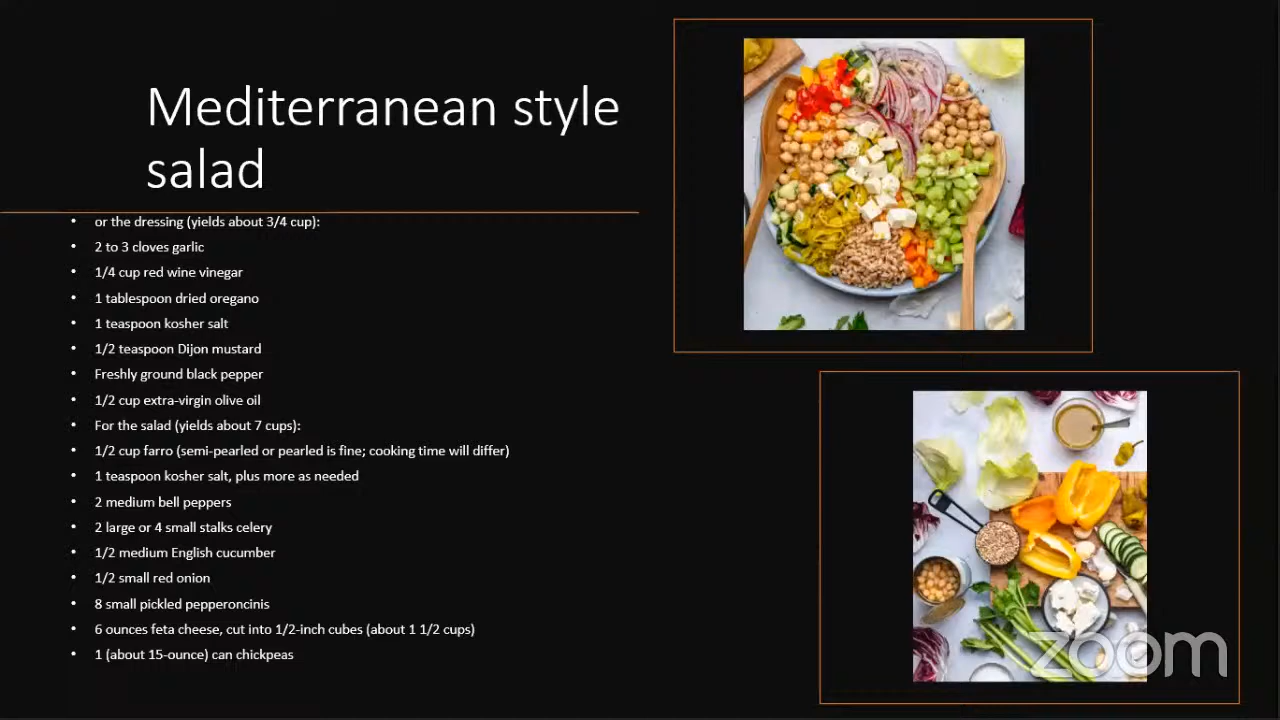 Mediterranean style
salad
• or the dressing (yields about 3/4 cup):
• 2 to 3 cloves garlic
• 1/4 cup red wine vinegar
• 1 tablespoon dried oregano
• 1 teaspoon kosher salt
• 1/2 teaspoon Dijon mustard
• Freshly ground black pepper
• 1/2 cup extra-virgin olive oil
• For the salad (yields about 7 cups):
• 1/2 cup farro (semi-pearled or pearled is fine; cooking time will differ)
• 1 teaspoon kosher salt, plus more as needed
• 2 medium bell peppers
• 2 large or 4 small stalks celery
• 1/2 medium English cucumber
• 1/2 small red onion
• 8 small pickled pepperoncinis
• 6 ounces feta cheese, cut into 1/2-inch cubes (about 1 1/2 cups)
• 1 (about 15-ounce) can chickpeas
zoom